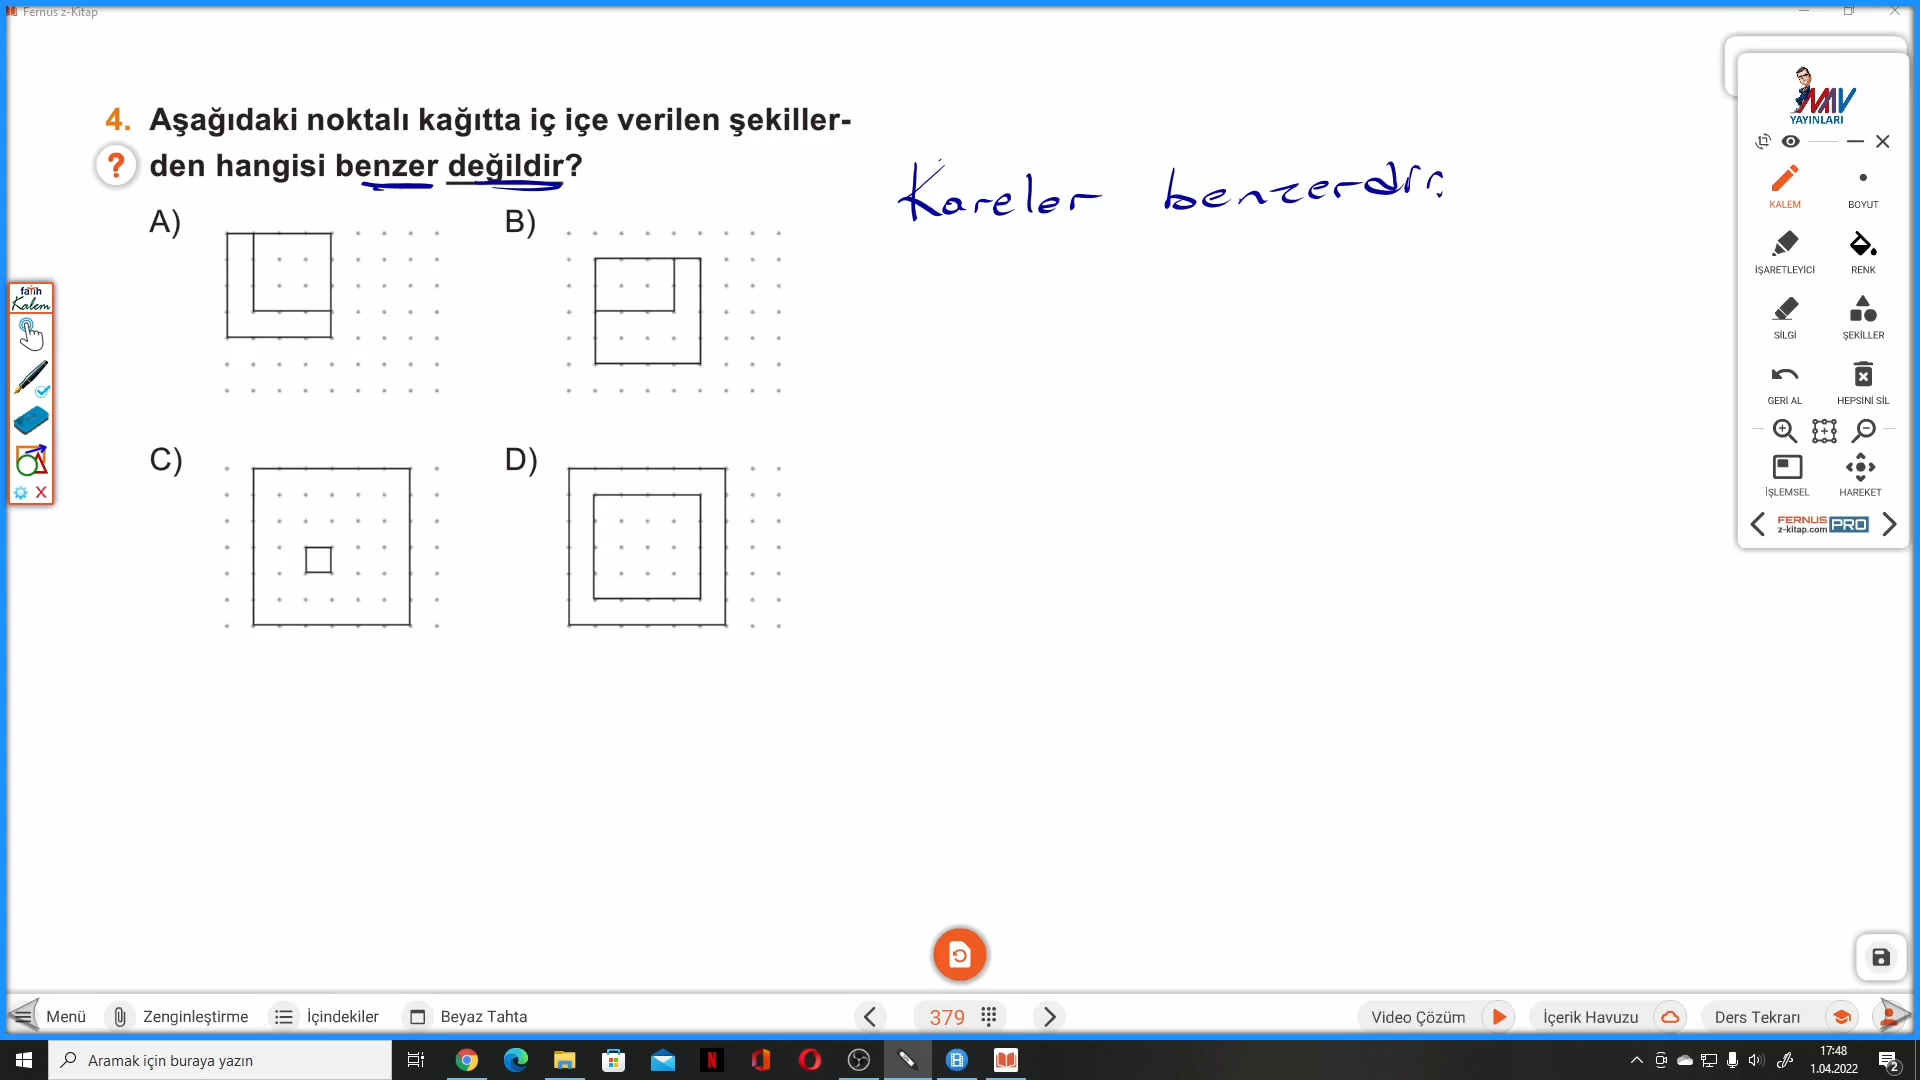 Fernus z-Kitap
4. Aşağıdaki noktalı kağıtta iç içe verilen şekiller-
? den hangisi benzer değildir?
Kareler benzerdir.
A)
B)
C)
D)
fatih
Kalem
X
MAV
YAYINLARI
KALEM
BOYUT
İŞARETLEYİCİ
RENK
SİLGİ
ŞEKİLLER
GERİ AL
HEPSİNİ SİL
İŞLEMSEL
HAREKET
FERNUS PRO
z-kitap.com
Menü
Zenginleştirme
İçindekiler
Beyaz Tahta
379
Video Çözüm
İçerik Havuzu
Ders Tekrarı
Aramak için buraya yazın
17:48
1.04.2022
2